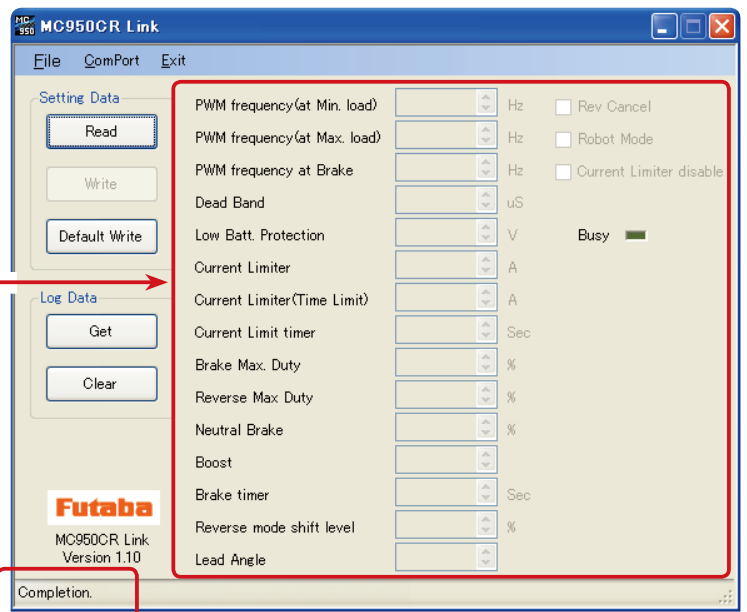 MC950CR Link
File ComPort Exit
Setting Data
Read
Write
Default Write
Log Data
Get
Clear
Futaba
MC950CR Link
Version 1.10
PWM frequency(at Min. load) Hz
PWM frequency(at Max. load) Hz
PWM frequency at Brake Hz
Dead Band uS
Low Batt. Protection V
Current Limiter A
Current Limiter(Time Limit) A
Current Limit timer Sec
Brake Max. Duty %
Reverse Max Duty %
Neutral Brake %
Boost
Brake timer Sec
Reverse mode shift level %
Lead Angle
Rev Cancel
Robot Mode
Current Limiter disable
Busy
Completion.